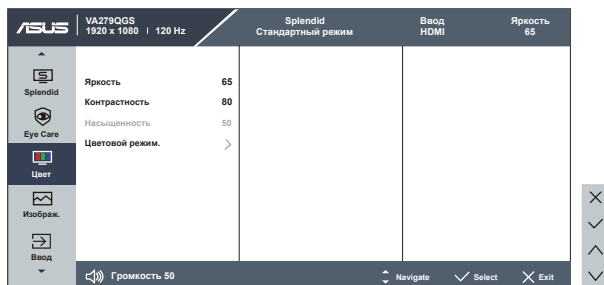 ASUS
VA279QGS
1920 x 1080 | 120 Hz
Splendid
Стандартный режим
Ввод
HDMI
Яркость
65
Splendid
Eye Care
Цвет
Изображ.
Ввод
Яркость 65
Контрастность 80
Насыщенность 50
Цветовой режим.
Громкость 50
Navigate
Select
Exit